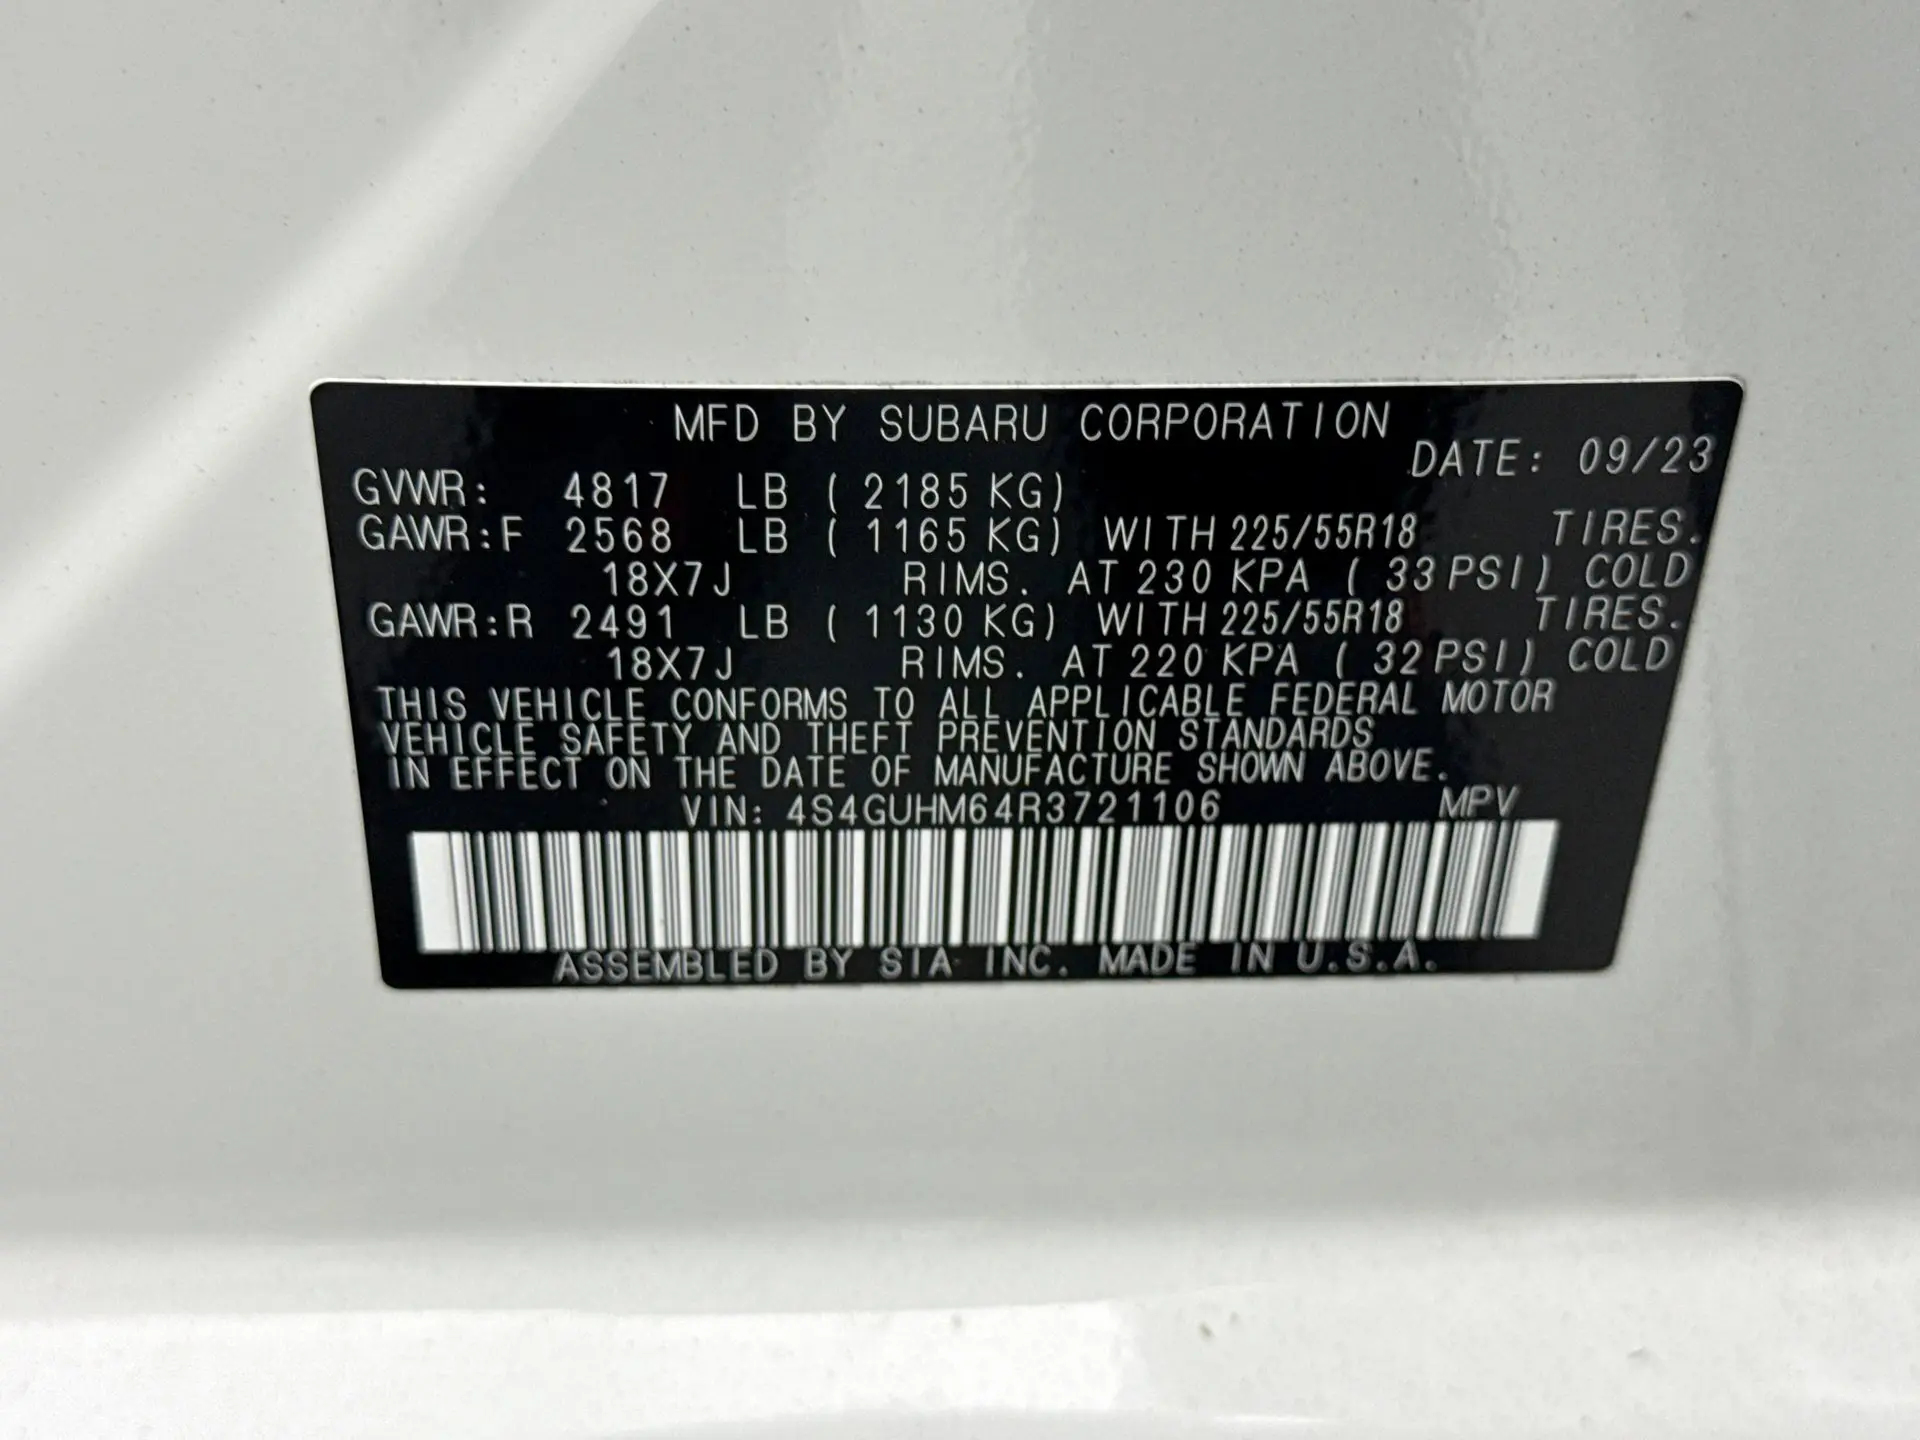 MFD BY SUBARU CORPORATION
DATE: 09/23
GVWR: 4817 LB ( 2185 KG)
GAWR:F 2568 LB ( 1165 KG) WITH 225/55R18 TIRES.
18X7J RIMS. AT 230 KPA ( 33 PSI) COLD
GAWR:R 2491 LB ( 1130 KG) WITH 225/55R18 TIRES.
18X7J RIMS. AT 220 KPA ( 32 PSI) COLD
THIS VEHICLE CONFORMS TO ALL APPLICABLE FEDERAL MOTOR
VEHICLE SAFETY AND THEFT PREVENTION STANDARDS
IN EFFECT ON THE DATE OF MANUFACTURE SHOWN ABOVE.
VIN: 4S4GUHM64R3721106 MPV
ASSEMBLED BY SIA INC. MADE IN U.S.A.